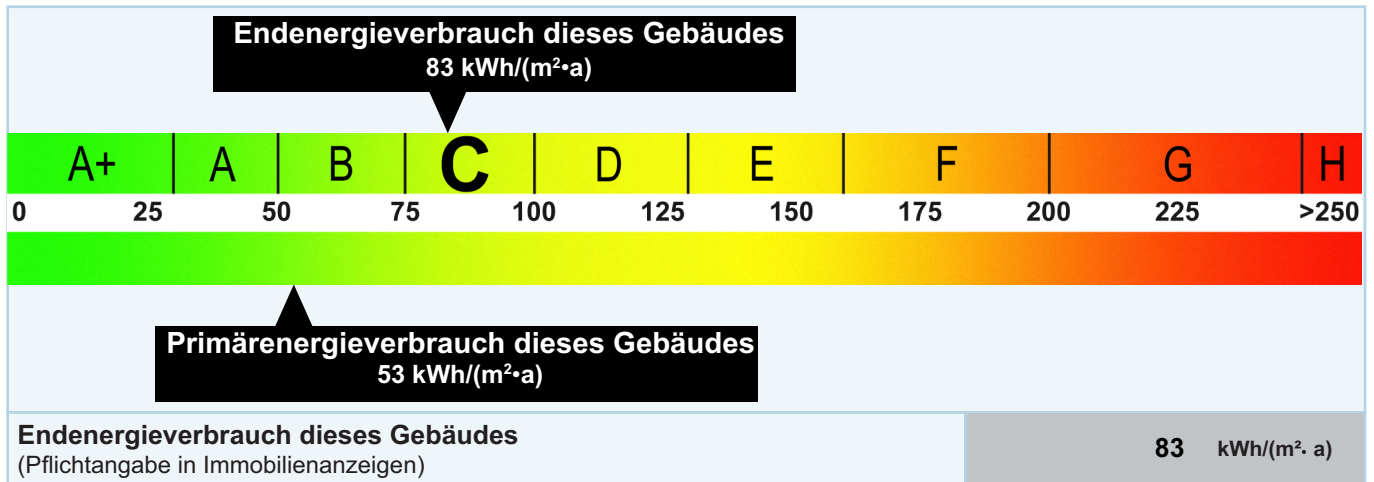 Endenergieverbrauch dieses Gebäudes
83 kWh/(m²•a)
A+ A B C D E F G H
0 25 50 75 100 125 150 175 200 225 >250
Primärenergieverbrauch dieses Gebäudes
53 kWh/(m²•a)
Endenergieverbrauch dieses Gebäudes 83 kWh/(m²· a)
(Pflichtangabe in Immobilienanzeigen)